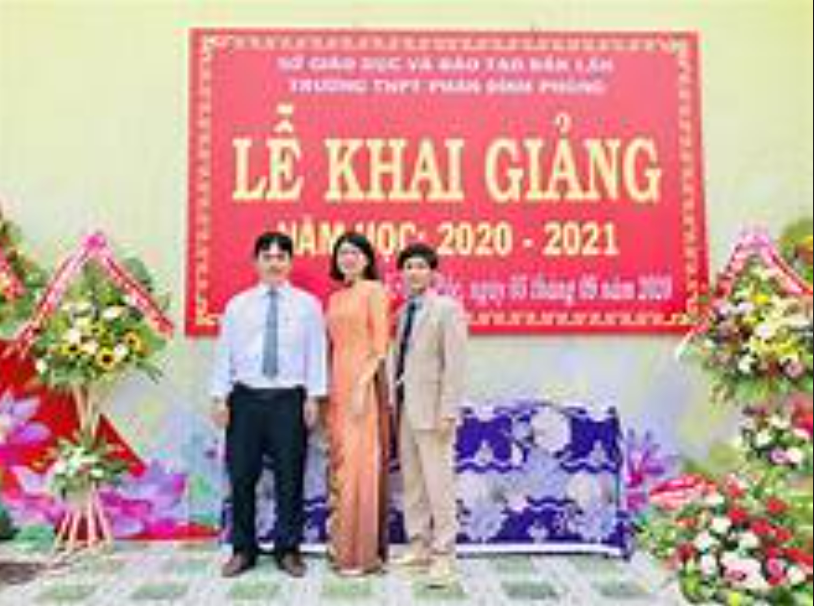 SỞ GIÁO DỤC VÀ ĐÀO TẠO ĐẮK LẮK
TRƯỜNG THPT PHAN ĐÌNH PHÙNG
LỄ KHAI GIẢNG
NĂM HỌC: 2020 - 2021
ngày 05 tháng 09 năm 2020